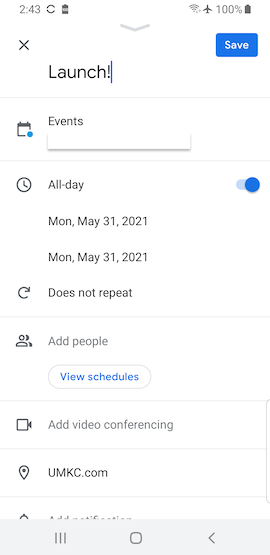 2:43
100%
Save
Launch!
Events
All-day
Mon, May 31, 2021
Mon, May 31, 2021
Does not repeat
Add people
View schedules
Add video conferencing
UMKC.com
Add notification